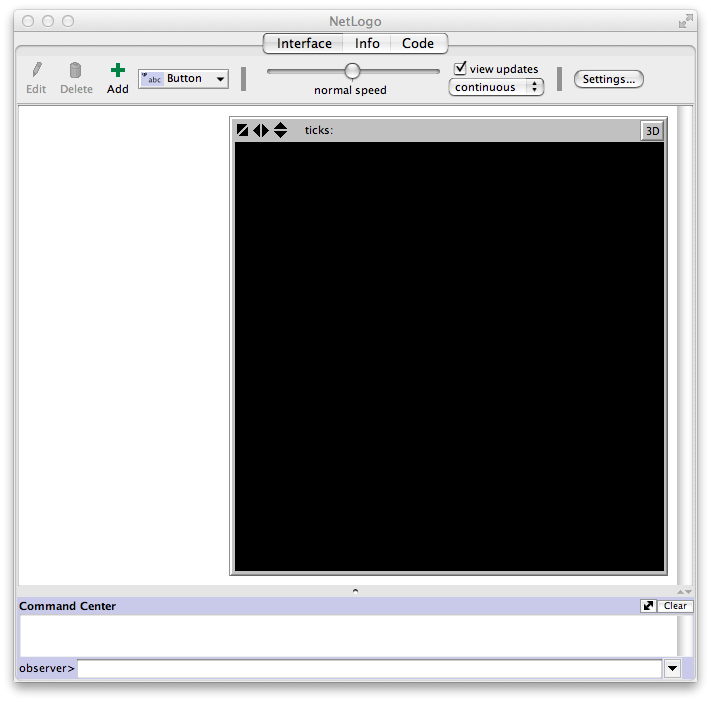 NetLogo
Interface Info Code
Edit Delete Add abc Button normal speed view updates continuous Settings...
ticks: 3D
Command Center Clear
observer>